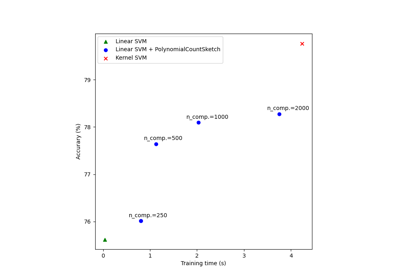 Linear SVM
Linear SVM + PolynomialCountSketch
Kernel SVM
79
n_comp.=2000
n_comp.=1000
78
n_comp.=500
77
n_comp.=250
76
Accurary (%)
0 1 2 3 4
Training time (s)